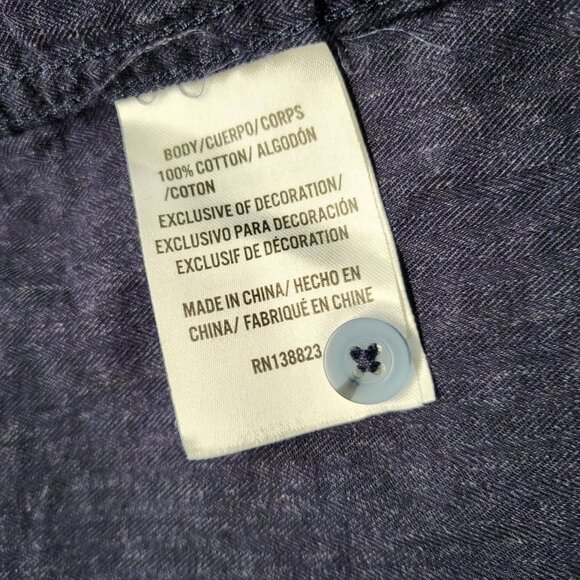 BODY/CUERPO/CORPS
100% COTTON/ ALGODÓN
/COTON
EXCLUSIVE OF DECORATION/
EXCLUSIVO PARA DECORACIÓN
EXCLUSIF DE DÉCORATION
MADE IN CHINA/ HECHO EN
CHINA/ FABRIQUÉ EN CHINE
RN138823